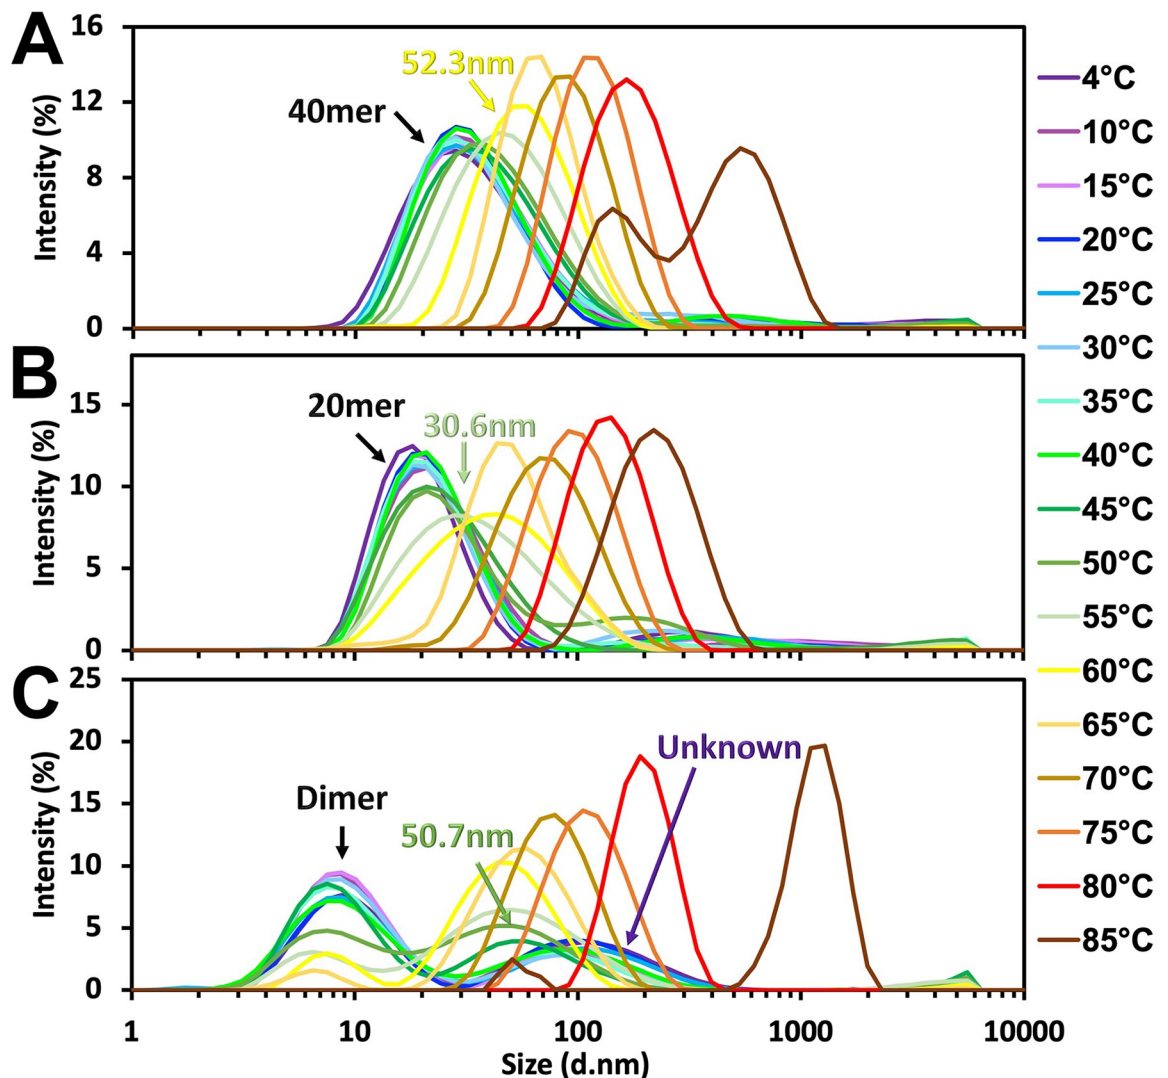 A
16
12
8
4
0
Intensity (%)
40mer
52.3nm
B
15
10
5
0
Intensity (%)
20mer
30.6nm
C
25
20
15
10
5
0
Intensity (%)
Dimer
50.7nm
Unknown
1
10
100
1000
10000
Size (d.nm)
4°C
10°C
15°C
20°C
25°C
30°C
35°C
40°C
45°C
50°C
55°C
60°C
65°C
70°C
75°C
80°C
85°C